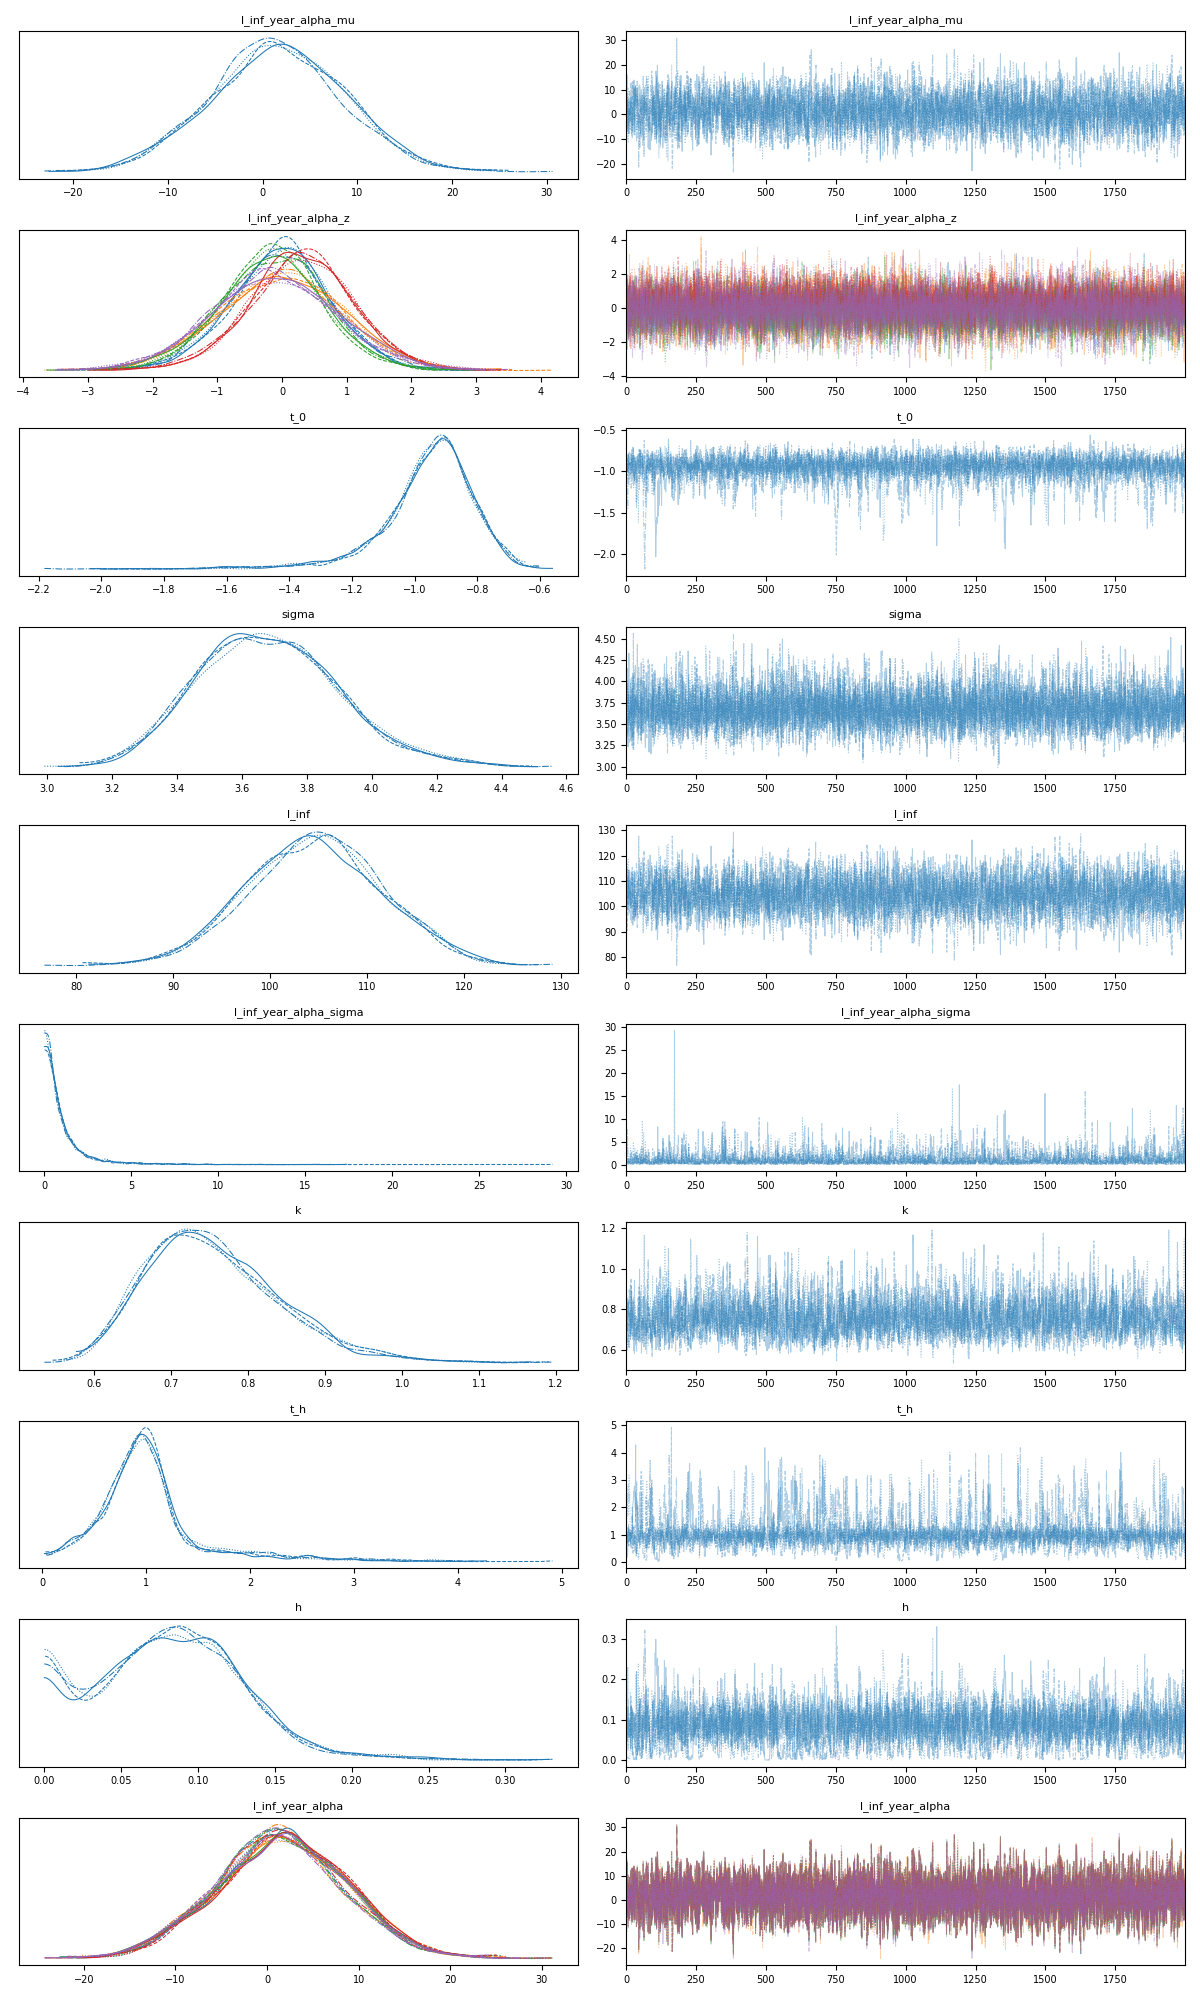 l_inf_year_alpha_mu
l_inf_year_alpha_mu
30
20
10
0
−10
−20
−20 −10 0 10 20 30
0 250 500 750 1000 1250 1500 1750
l_inf_year_alpha_z
l_inf_year_alpha_z
4
2
0
−2
−4
−4 −3 −2 −1 0 1 2 3 4
0 250 500 750 1000 1250 1500 1750
t_0
t_0
−0.5
−1.0
−1.5
−2.0
−2.2 −2.0 −1.8 −1.6 −1.4 −1.2 −1.0 −0.8 −0.6
0 250 500 750 1000 1250 1500 1750
sigma
sigma
4.50
4.25
4.00
3.75
3.50
3.25
3.00
3.0 3.2 3.4 3.6 3.8 4.0 4.2 4.4 4.6
0 250 500 750 1000 1250 1500 1750
l_inf
l_inf
130
120
110
100
90
80
80 90 100 110 120 130
0 250 500 750 1000 1250 1500 1750
l_inf_year_alpha_sigma
l_inf_year_alpha_sigma
30
25
20
15
10
5
0
0 5 10 15 20 25 30
0 250 500 750 1000 1250 1500 1750
k
k
1.2
1.0
0.8
0.6
0.6 0.7 0.8 0.9 1.0 1.1 1.2
0 250 500 750 1000 1250 1500 1750
t_h
t_h
5
4
3
2
1
0
0 1 2 3 4 5
0 250 500 750 1000 1250 1500 1750
h
h
0.3
0.2
0.1
0.0
0.00 0.05 0.10 0.15 0.20 0.25 0.30
0 250 500 750 1000 1250 1500 1750
l_inf_year_alpha
l_inf_year_alpha
30
20
10
0
−10
−20
−20 −10 0 10 20 30
0 250 500 750 1000 1250 1500 1750